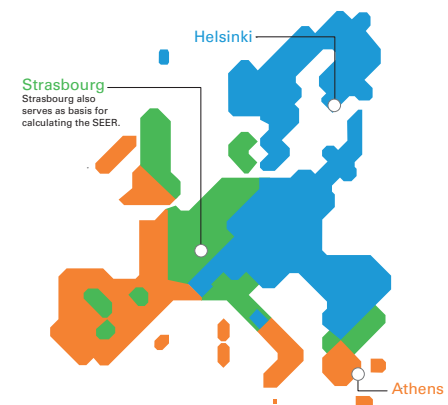 Helsinki
Strasbourg
Strasbourg also
serves as basis for
calculating the SEER.
Athens